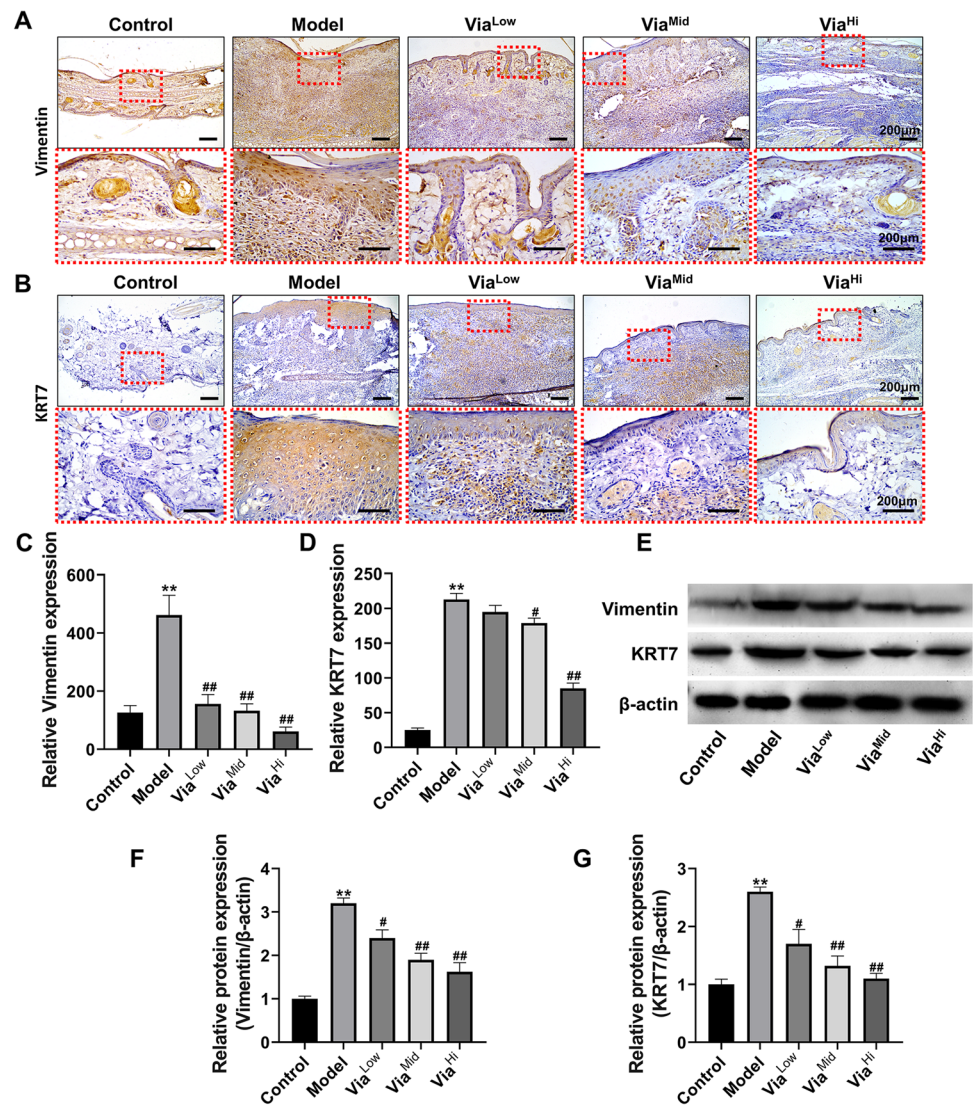 A
Control
Model
Via^Low
Via^Mid
Via^Hi
Vimentin
200μm
200μm
B
Control
Model
Via^Low
Via^Mid
Via^Hi
KRT7
200μm
200μm
C
Relative Vimentin expression
600
400
200
0
**
##
##
##
Control
Model
Via^Low
Via^Mid
Via^Hi
D
Relative KRT7 expression
250
200
150
100
50
0
**
#
##
Control
Model
Via^Low
Via^Mid
Via^Hi
E
Vimentin
KRT7
β-actin
Control
Model
Via^Low
Via^Mid
Via^Hi
F
Relative protein expression
(Vimentin/β-actin)
4
3
2
1
0
**
#
##
##
Control
Model
Via^Low
Via^Mid
Via^Hi
G
Relative protein expression
(KRT7/β-actin)
3
2
1
0
**
#
##
##
Control
Model
Via^Low
Via^Mid
Via^Hi